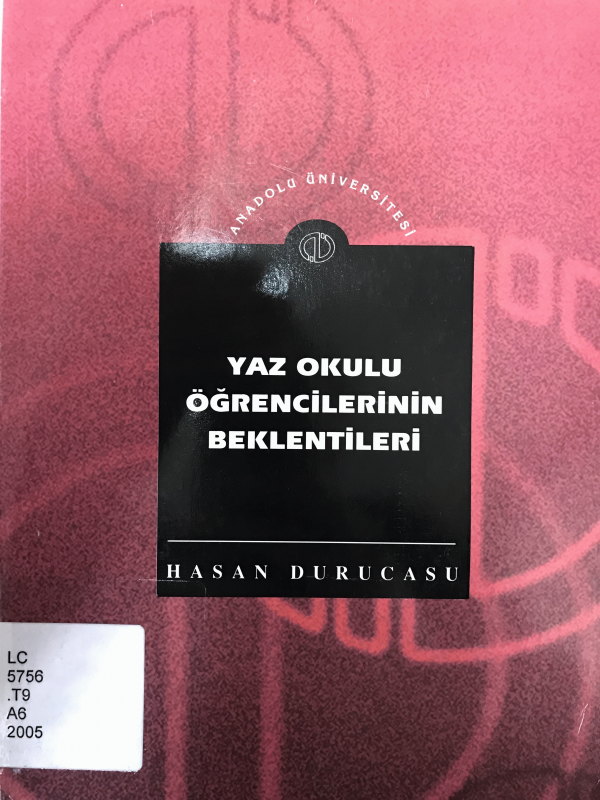 ANADOLU ÜNİVERSİTESİ
YAZ OKULU
ÖĞRENCİLERİNİN
BEKLENTİLERİ
HASAN DURUCASU
LC
5756
.T9
A6
2005